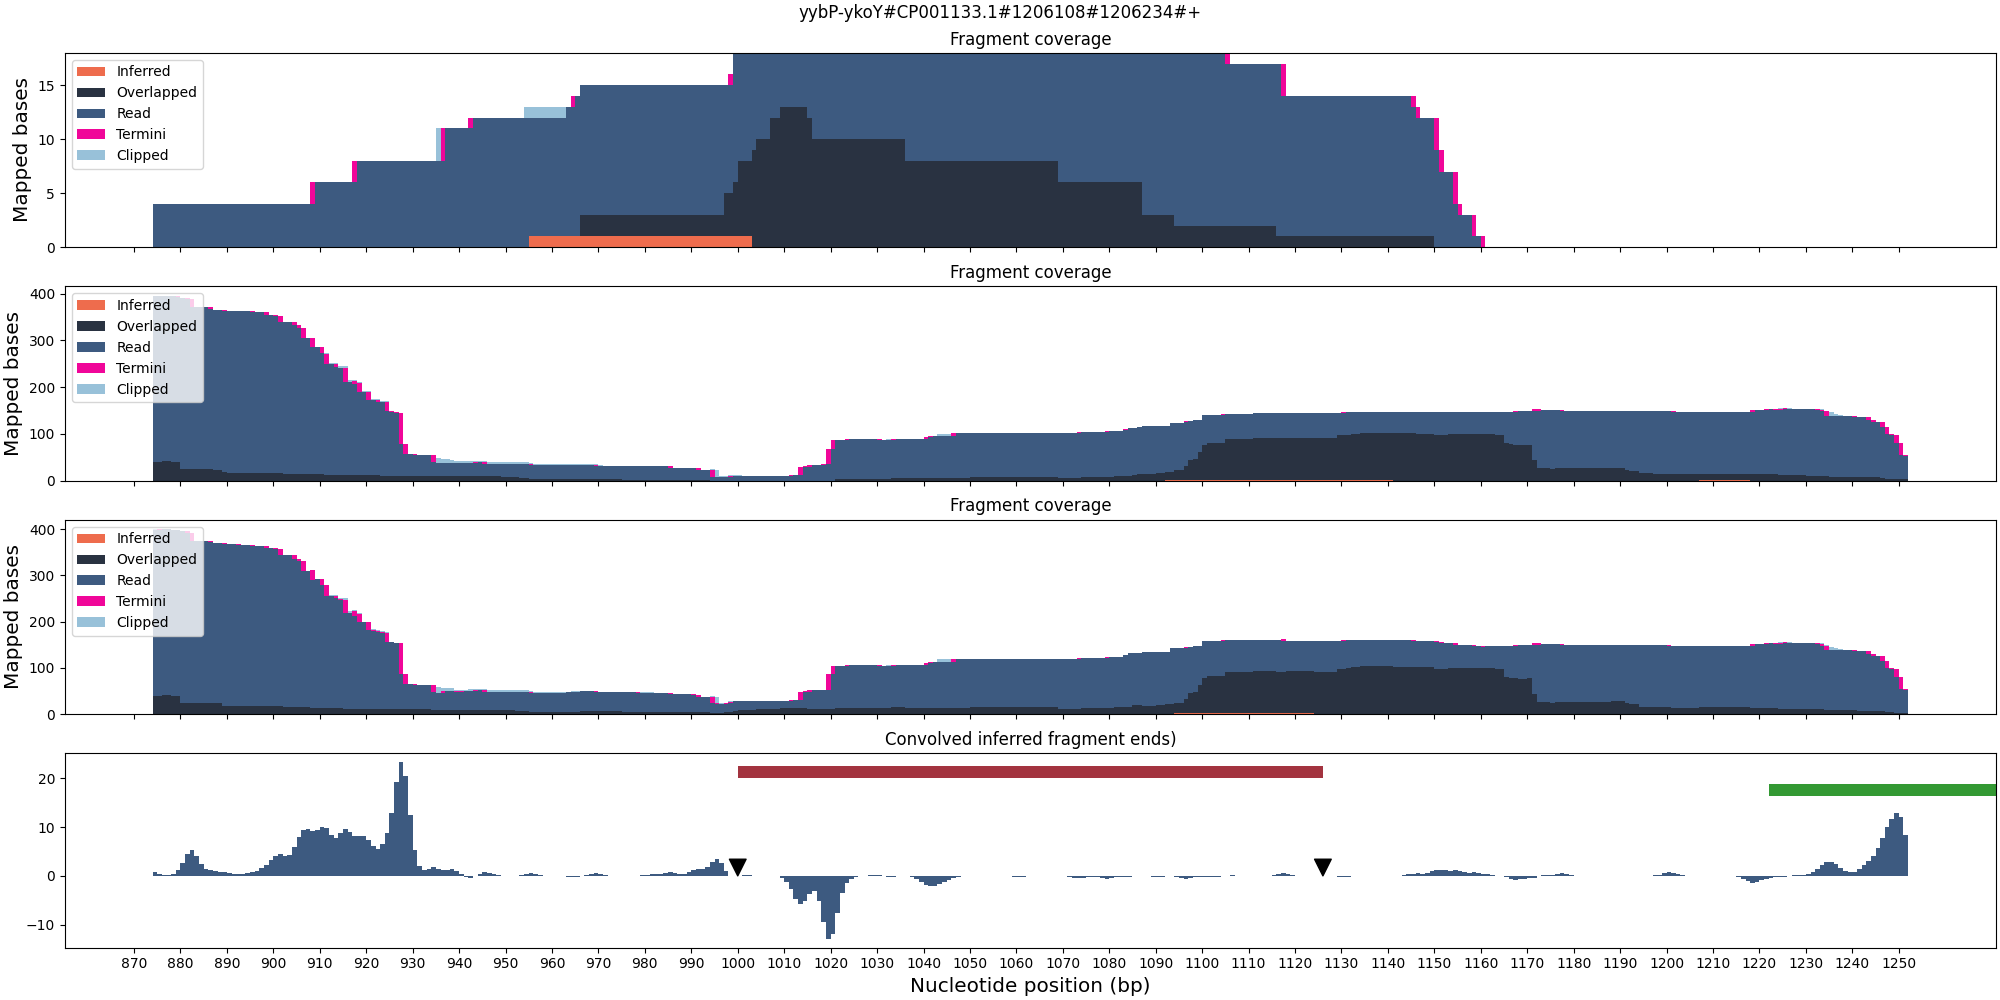 yybP-ykoY#CP001133.1#1206108#1206234#+
Fragment coverage
Mapped bases
15
10
5
0
Inferred
Overlapped
Read
Termini
Clipped
Fragment coverage
Mapped bases
400
300
200
100
0
Inferred
Overlapped
Read
Termini
Clipped
Fragment coverage
Mapped bases
400
300
200
100
0
Inferred
Overlapped
Read
Termini
Clipped
Convolved inferred fragment ends)
20
10
0
−10
870 880 890 900 910 920 930 940 950 960 970 980 990 1000 1010 1020 1030 1040 1050 1060 1070 1080 1090 1100 1110 1120 1130 1140 1150 1160 1170 1180 1190 1200 1210 1220 1230 1240 1250
Nucleotide position (bp)